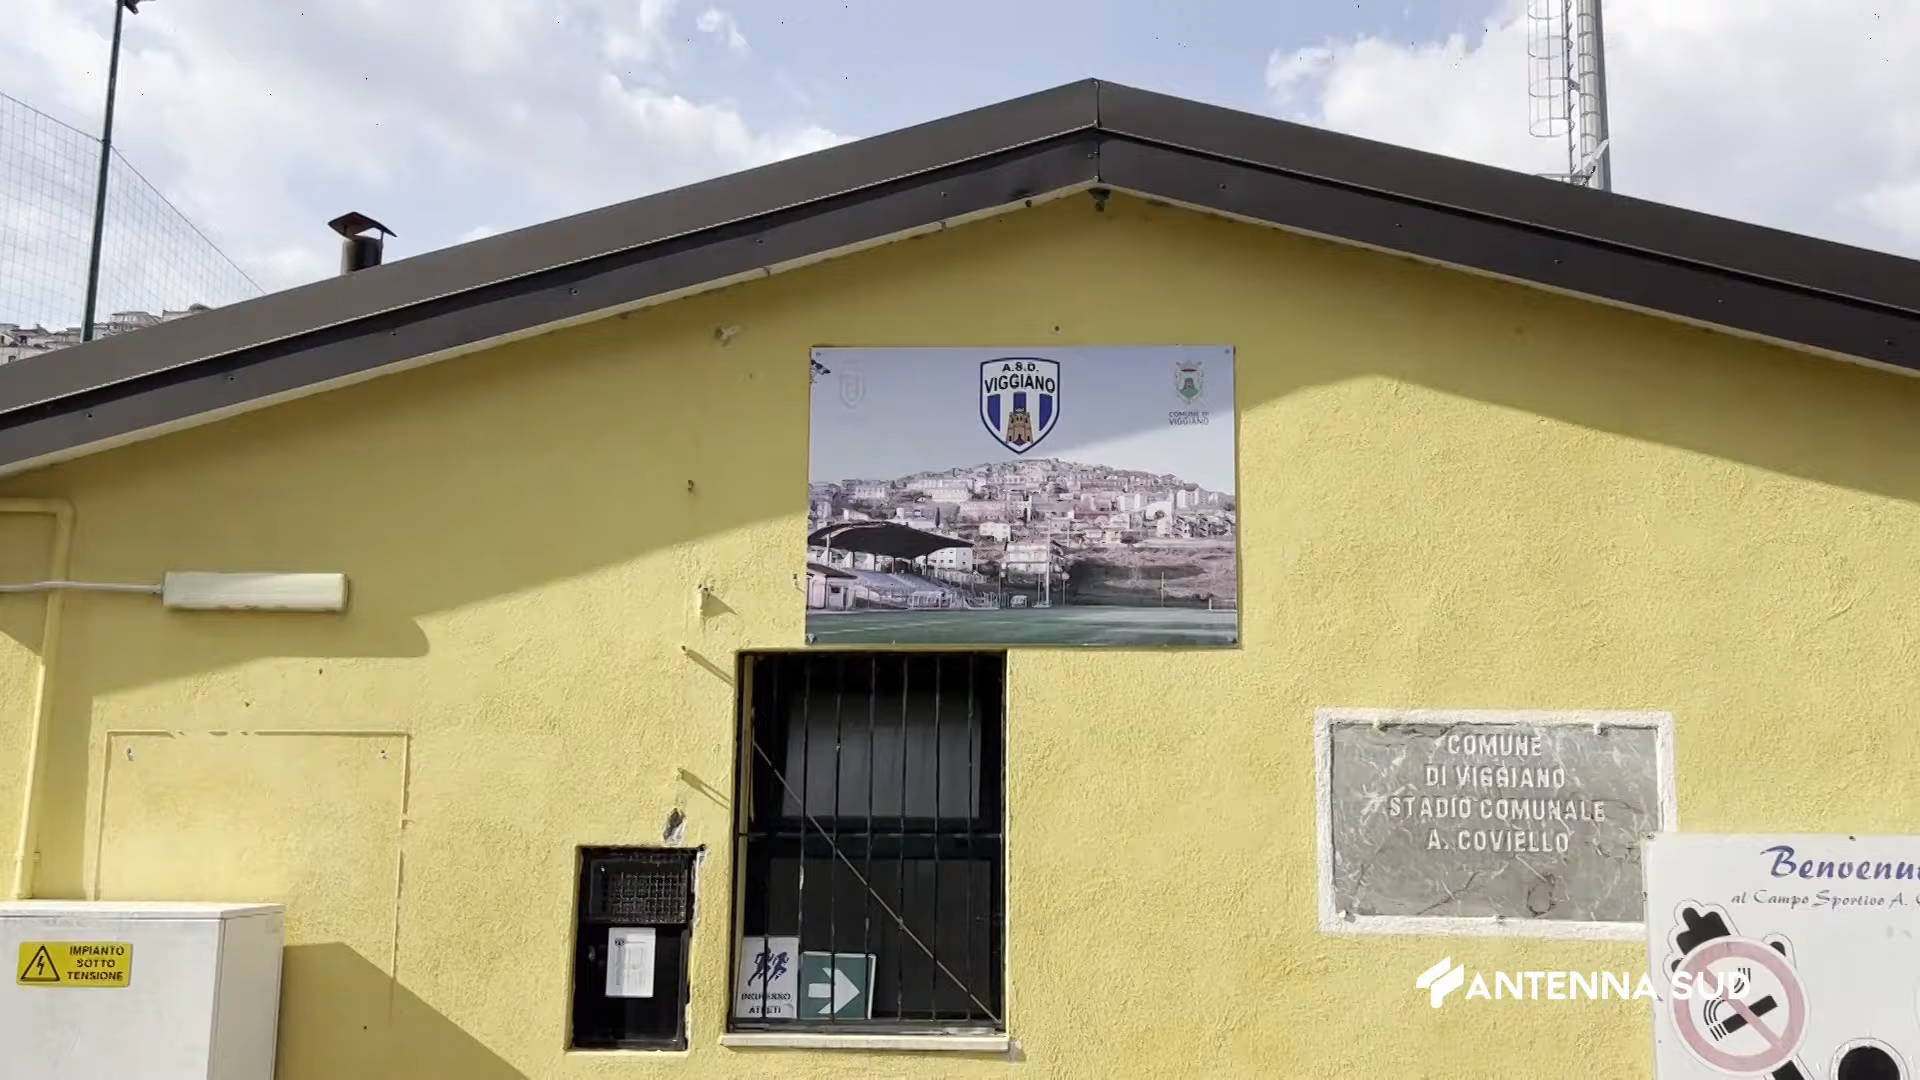 A.S.D.
VIGGIANO
COMUNE DI
VIGGIANO
COMUNE
DI VIGGIANO
STADIO COMUNALE
A. COVIELLO
Benvenu
al Campo Sportivo A.
IMPIANTO
SOTTO
TENSIONE
INGRESSO
ATLETI
ANTENNA SUD